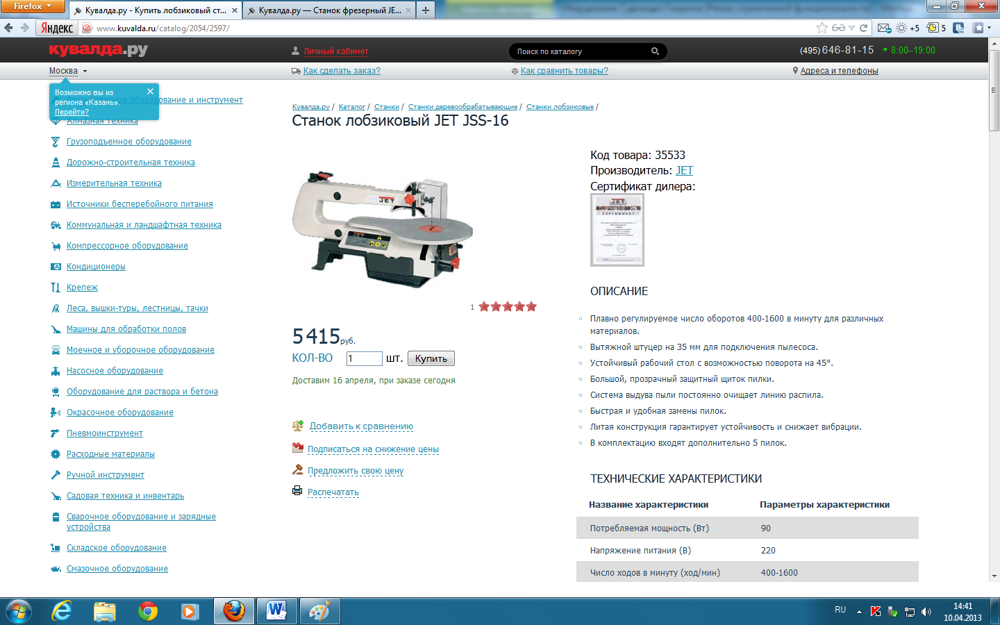 Firefox
Кувалда.ру - Купить лобзиковый ст...
Кувалда.ру — Станок фрезерный JE...
Яндекс
www.kuvalda.ru/catalog/2054/2597/
+5
5
кувалда.ру
Личный кабинет
Поиск по каталогу
(495) 646-81-15
8:00–19:00
Москва
Как сделать заказ?
Как сравнить товары?
Адреса и телефоны
Возможно вы из
региона «Казань».
Перейти?
оборудование и инструмент
Алмазная техника
Грузоподъемное оборудование
Дорожно-строительная техника
Измерительная техника
Источники бесперебойного питания
Коммунальная и ландшафтная техника
Компрессорное оборудование
Кондиционеры
Крепеж
Леса, вышки-туры, лестницы, тачки
Машины для обработки полов
Моечное и уборочное оборудование
Насосное оборудование
Оборудование для раствора и бетона
Окрасочное оборудование
Пневмоинструмент
Расходные материалы
Ручной инструмент
Садовая техника и инвентарь
Сварочное оборудование и зарядные
устройства
Складское оборудование
Смазочное оборудование
Кувалда.ру / Каталог / Станки / Станки деревообрабатывающие / Станки лобзиковые /
Станок лобзиковый JET JSS-16
JET
JET
1
5 415 руб.
КОЛ-ВО 1 шт. Купить
Доставим 16 апреля, при заказе сегодня
Добавить к сравнению
Подписаться на снижение цены
Предложить свою цену
Распечатать
Код товара: 35533
Производитель: JET
Сертификат дилера:
JET
СЕРТИФИКАТ
ОПИСАНИЕ
Плавно регулируемое число оборотов 400-1600 в минуту для различных
материалов.
Вытяжной штуцер на 35 мм для подключения пылесоса.
Устойчивый рабочий стол с возможностью поворота на 45°.
Большой, прозрачный защитный щиток пилки.
Система выдува пыли постоянно очищает линию распила.
Быстрая и удобная замены пилок.
Литая конструкция гарантирует устойчивость и снижает вибрации.
В комплектацию входят дополнительно 5 пилок.
ТЕХНИЧЕСКИЕ ХАРАКТЕРИСТИКИ
Название характеристики Параметры характеристики
Потребляемая мощность (Вт) 90
Напряжение питания (В) 220
Число ходов в минуту (ход/мин) 400-1600
RU
14:41
10.04.2013